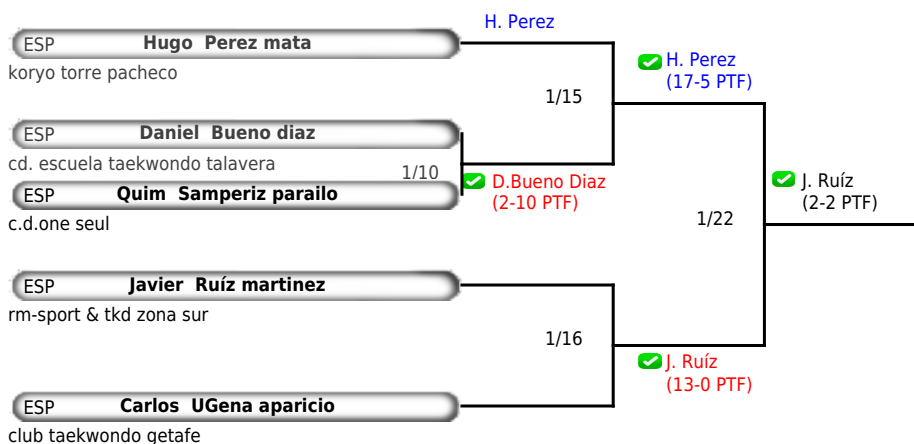 H. Perez
ESP Hugo Perez mata
koryo torre pacheco
H. Perez
(17-5 PTF)
1/15
ESP Daniel Bueno diaz
cd. escuela taekwondo talavera
1/10
D.Bueno Diaz
(2-10 PTF)
J. Ruíz
(2-2 PTF)
ESP Quim Samperiz parailo
c.d.one seul
1/22
ESP Javier Ruíz martinez
rm-sport & tkd zona sur
1/16
J. Ruíz
(13-0 PTF)
ESP Carlos UGena aparicio
club taekwondo getafe